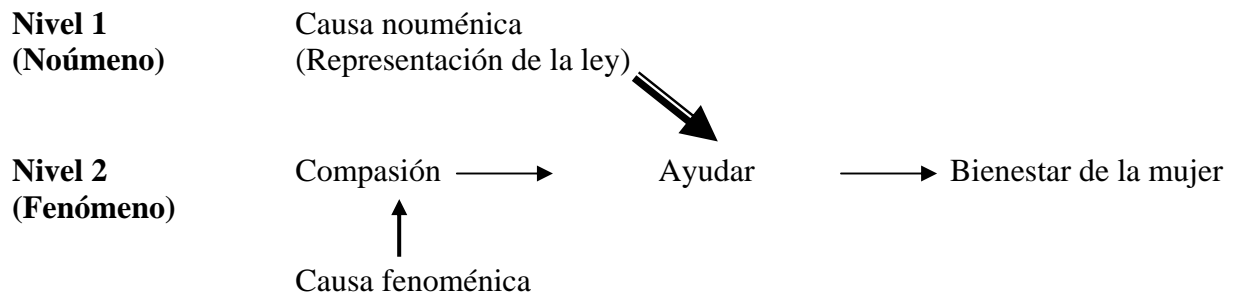 Nivel 1 Causa nouménica
(Noúmeno) (Representación de la ley)
Nivel 2 Compasión Ayudar Bienestar de la mujer
(Fenómeno)
Causa fenoménica